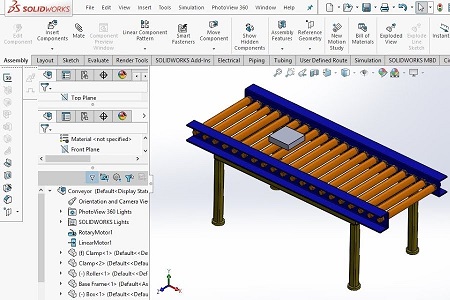 SOLIDWORKS File Edit View Insert Tools Simulation PhotoView 360 Window Help
Edit Component
Insert Components
Mate
Component Preview Window
Linear Component Pattern
Smart Fasteners
Move Component
Show Hidden Components
Assembly Features
Reference Geometry
New Motion Study
Bill of Materials
Exploded View
Explode Line Sketch
Instant
Assembly Layout Sketch Evaluate Render Tools SOLIDWORKS Add-Ins Electrical Tubing Piping User Defined Route Simulation SOLIDWORKS MBD
Top Plane
Material <not specified>
Front Plane
Conveyor (Default<Display State
Orientation and Camera Vie
PhotoView 360 Lights
SOLIDWORKS Lights
RotaryMotor1
LinearMotor1
(f) Clamp<1> (Default<Def
Clamp<2> (Default<<Defau
(-) Roller<1> (Default<<Def
Base Frame<1> (Default<De
(-) Box<1> (Default<<Defau